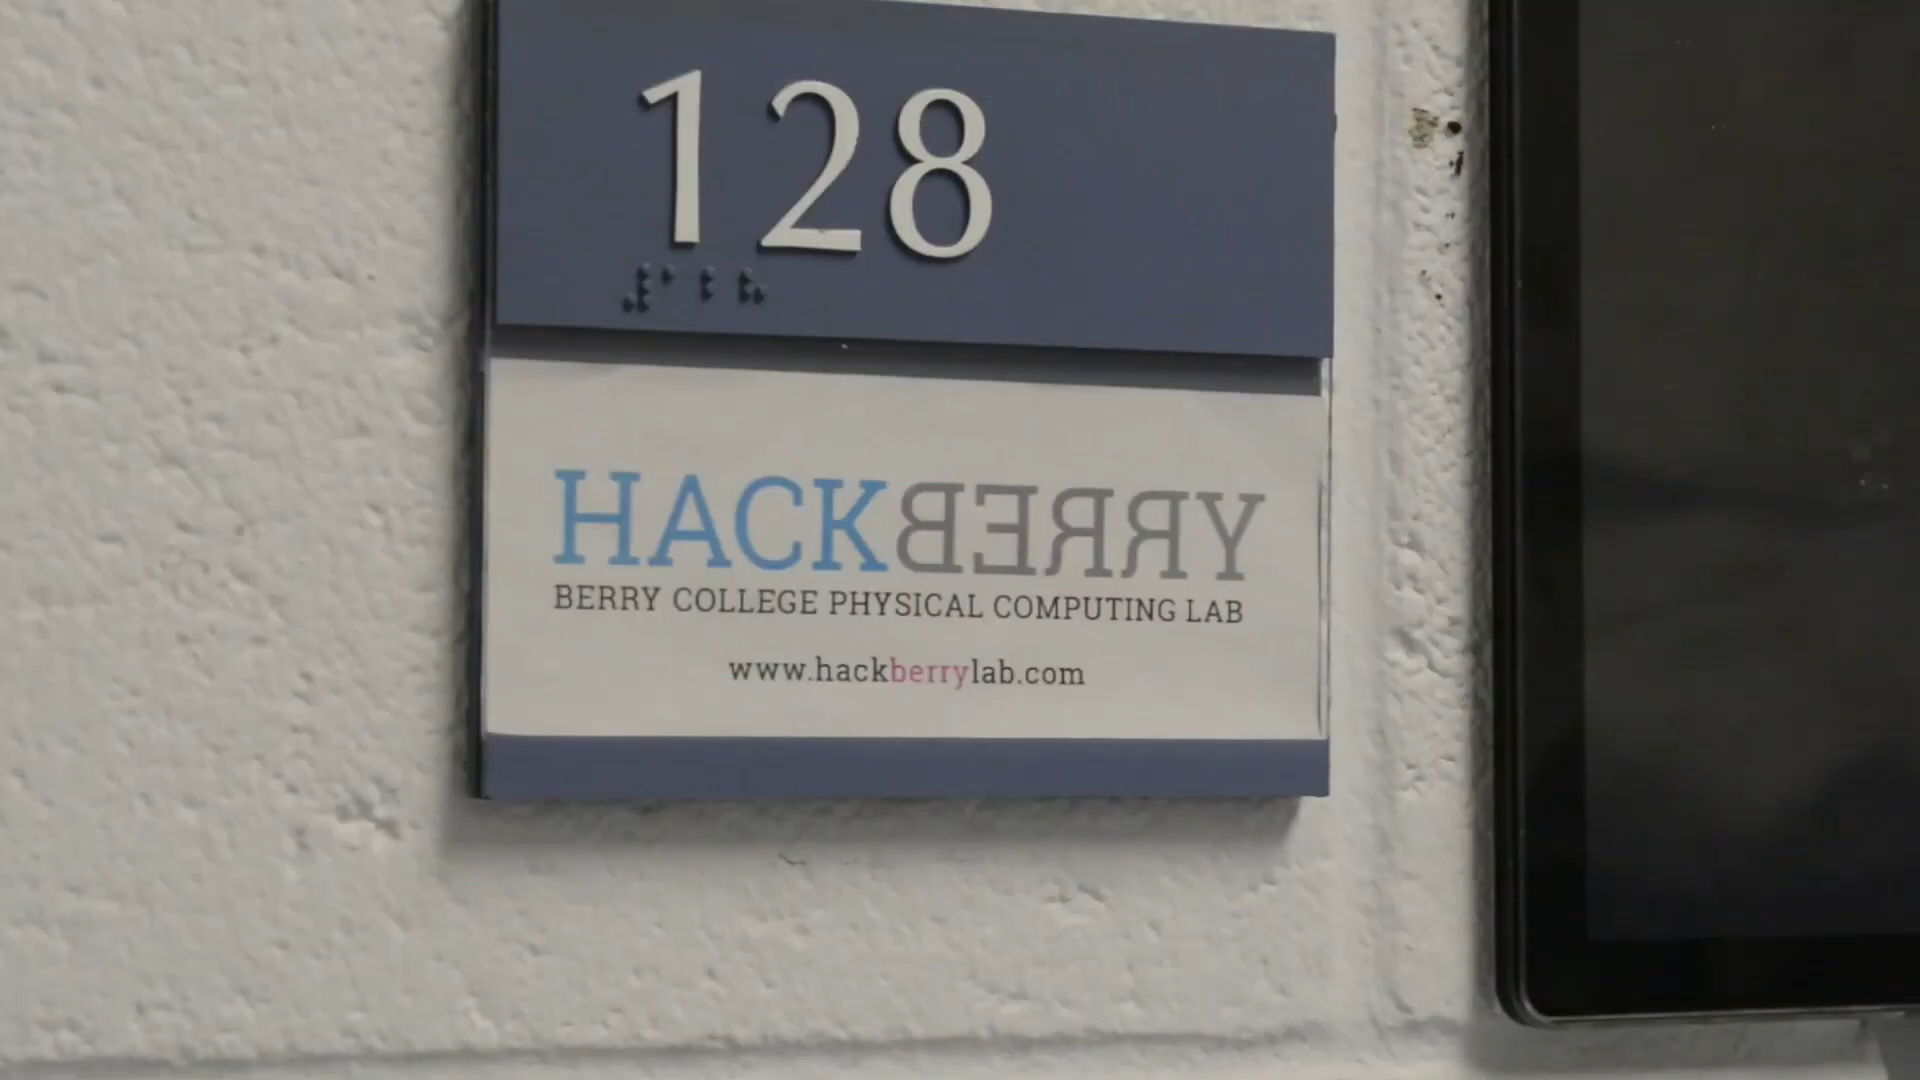 128
⠼⠁⠃⠓
HACKBERRY
BERRY COLLEGE PHYSICAL COMPUTING LAB
www.hackberrylab.com